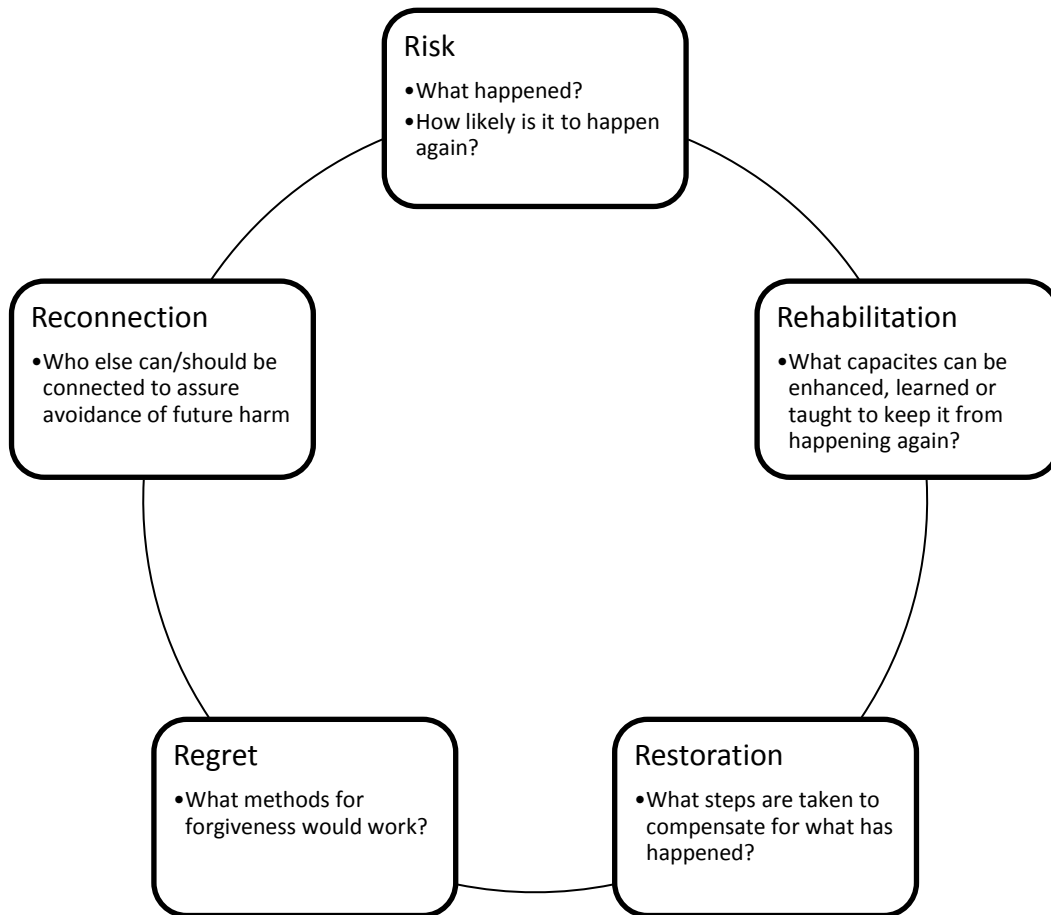 Risk
•What happened?
•How likely is it to happen
again?
Rehabilitation
•What capacites can be
enhanced, learned or
taught to keep it from
happening again?
Restoration
•What steps are taken to
compensate for what has
happened?
Regret
•What methods for
forgiveness would work?
Reconnection
•Who else can/should be
connected to assure
avoidance of future harm